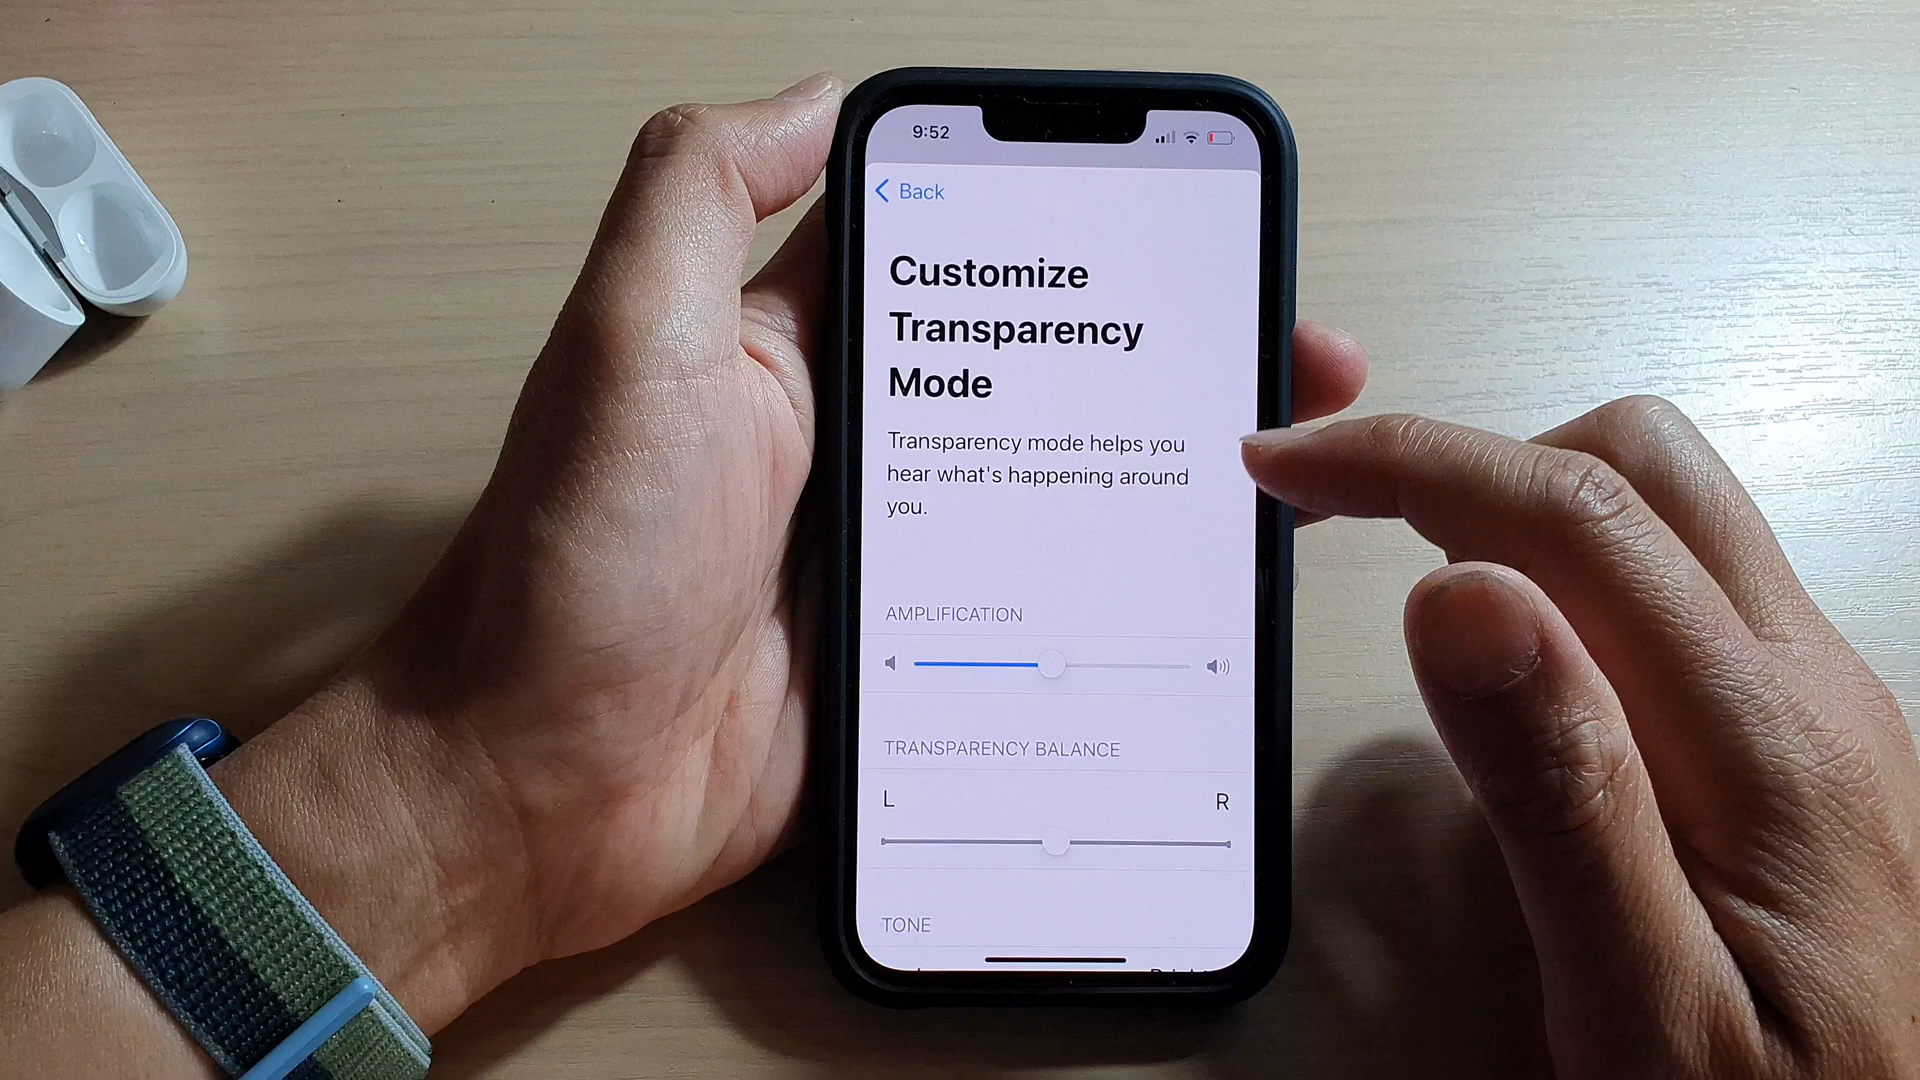 9:52
Back
Customize
Transparency
Mode
Transparency mode helps you
hear what's happening around
you.
AMPLIFICATION
TRANSPARENCY BALANCE
L R
TONE